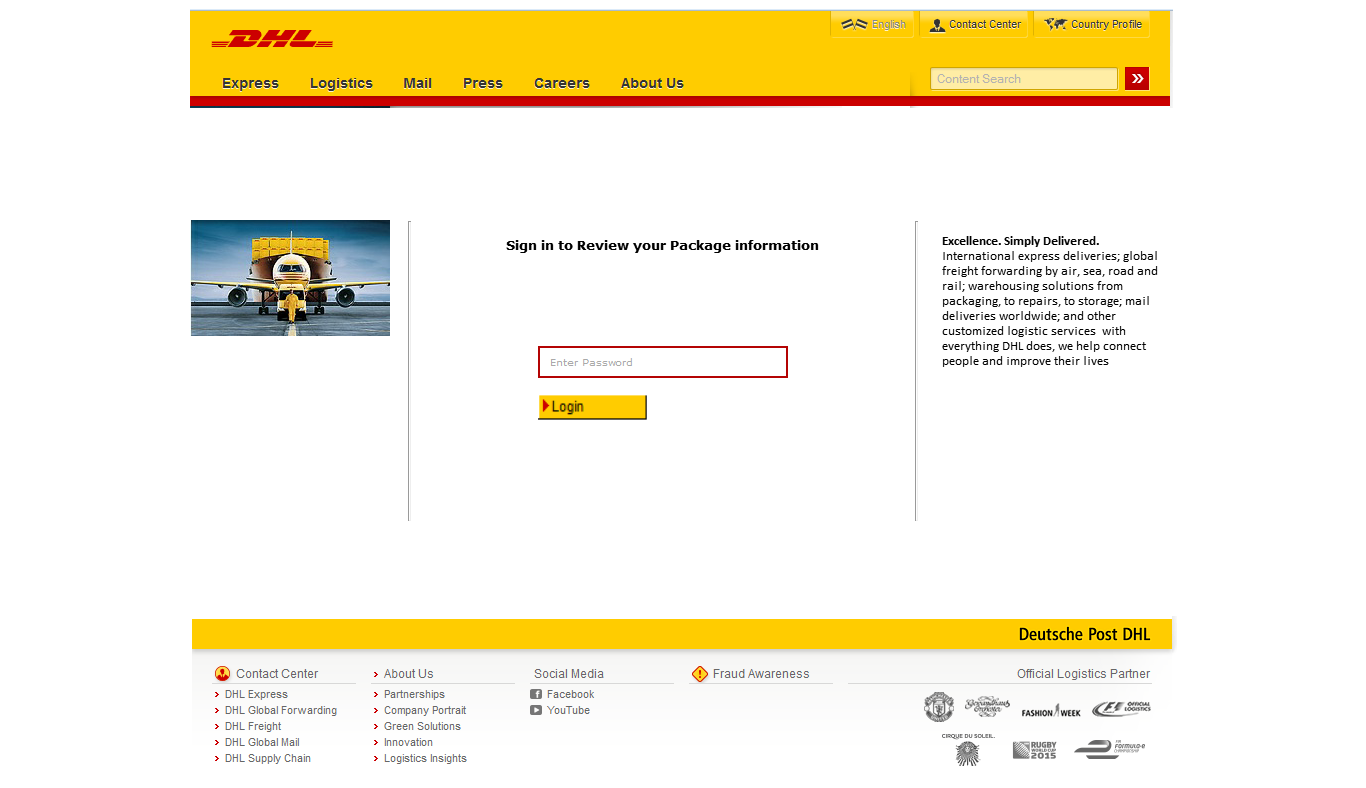 DHL
English
Contact Center
Country Profile
Express
Logistics
Mail
Press
Careers
About Us
Content Search
Sign in to Review your Package information
Enter Password
Login
Excellence. Simply Delivered.
International express deliveries; global
freight forwarding by air, sea, road and
rail; warehousing solutions from
packaging, to repairs, to storage; mail
deliveries worldwide; and other
customized logistic services with
everything DHL does, we help connect
people and improve their lives
Deutsche Post DHL
Contact Center
DHL Express
DHL Global Forwarding
DHL Freight
DHL Global Mail
DHL Supply Chain
About Us
Partnerships
Company Portrait
Green Solutions
Innovation
Logistics Insights
Social Media
Facebook
YouTube
Fraud Awareness
Official Logistics Partner
Gewandhaus
Orchester
FASHION WEEK
F1 OFFICIAL
LOGISTICS
CIRQUE DU SOLEIL.
RUGBY
WORLD CUP
2015
FIA
FORMULA-E
CHAMPIONSHIP